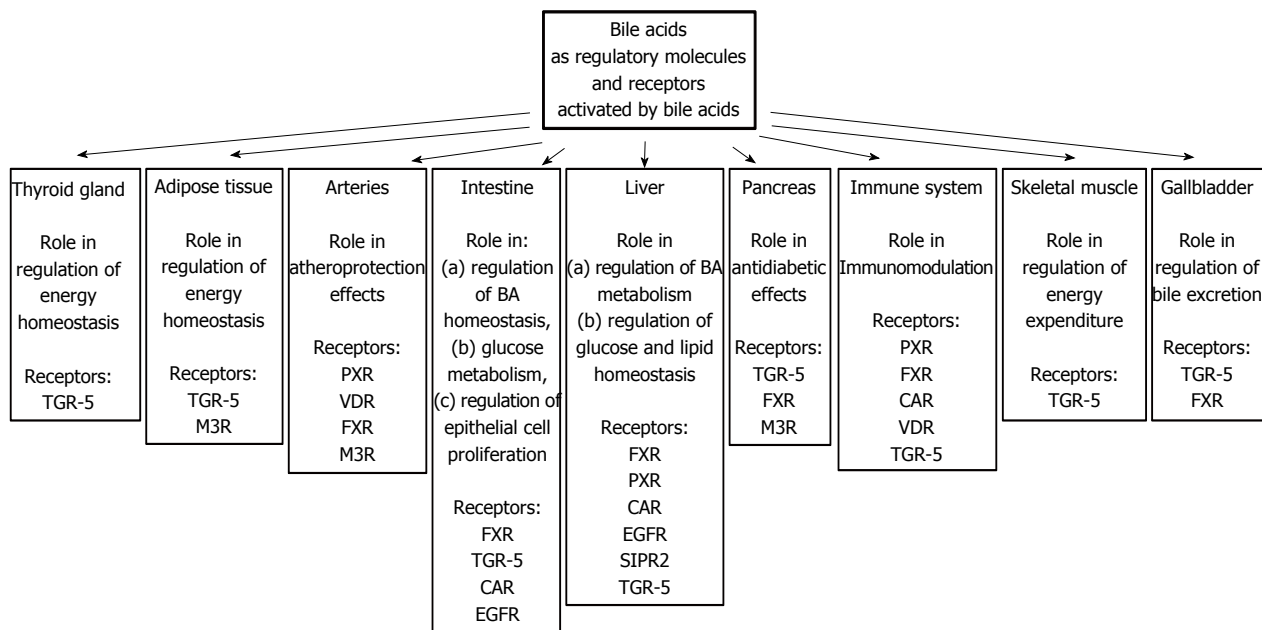 Bile acids
as regulatory molecules
and receptors
activated by bile acids
Thyroid gland
Role in
regulation of
energy
homeostasis
Receptors:
TGR-5
Adipose tissue
Role in
regulation of
energy
homeostasis
Receptors:
TGR-5
M3R
Arteries
Role in
atheroprotection
effects
Receptors:
PXR
VDR
FXR
M3R
Intestine
Role in:
(a) regulation
of BA
homeostasis,
(b) glucose
metabolism,
(c) regulation of
epithelial cell
proliferation
Receptors:
FXR
TGR-5
CAR
EGFR
Liver
Role in
(a) regulation of BA
metabolism
(b) regulation of
glucose and lipid
homeostasis
Receptors:
FXR
PXR
CAR
EGFR
SIPR2
TGR-5
Pancreas
Role in
antidiabetic
effects
Receptors:
TGR-5
FXR
M3R
Immune system
Role in
Immunomodulation
Receptors:
PXR
FXR
CAR
VDR
TGR-5
Skeletal muscle
Role in
regulation of
energy
expenditure
Receptors:
TGR-5
Gallbladder
Role in
regulation of
bile excretion
Receptors:
TGR-5
FXR